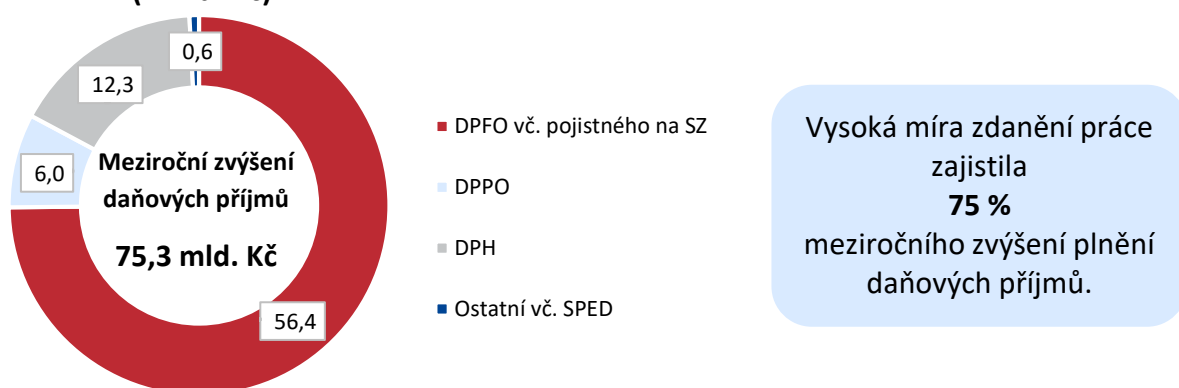 0,6
12,3
6,0
56,4
Meziroční zvýšení
daňových příjmů
75,3 mld. Kč
DPFO vč. pojistného na SZ
DPPO
DPH
Ostatní vč. SPED
Vysoká míra zdanění práce
zajistila
75 %
meziročního zvýšení plnění
daňových příjmů.